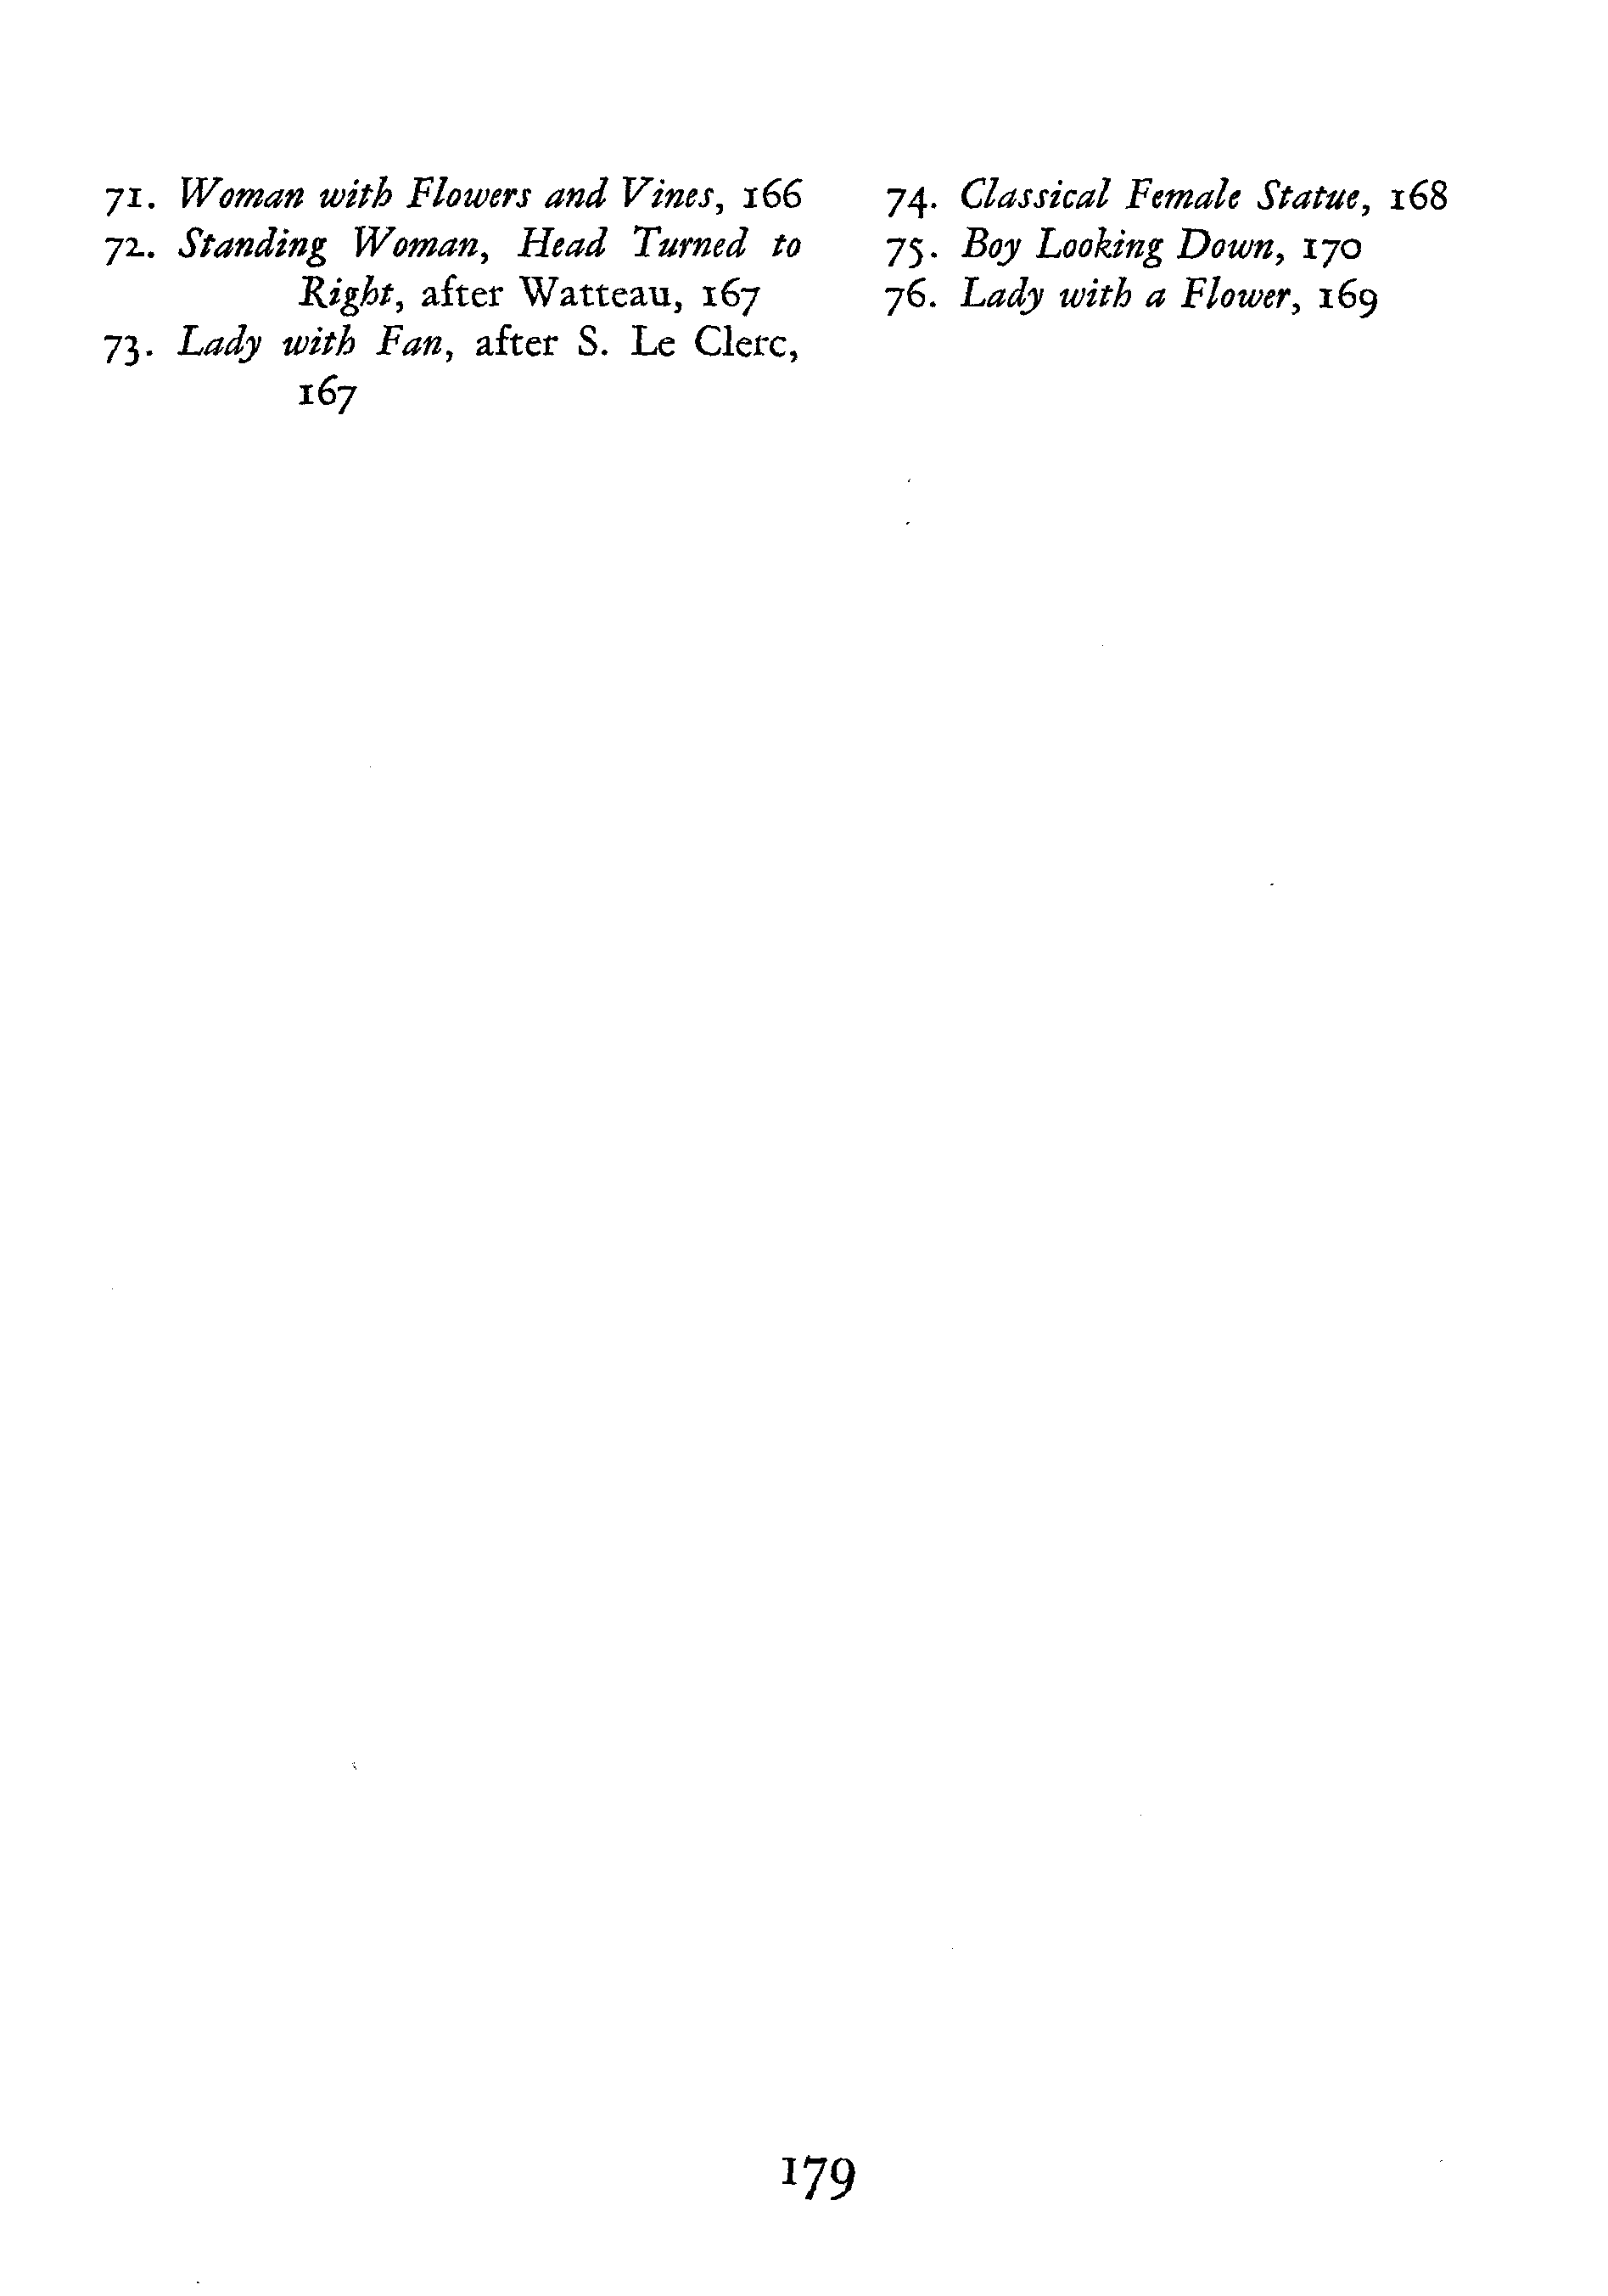 71. Woman with Flowers and Vines, 166
72. Standing Woman, Head Turned to
Right, after Watteau, 167
73. Lady with Fan, after S. Le Clerc,
167
74. Classical Female Statue, 168
75. Boy Looking Down, 170
76. Lady with a Flower, 169
179